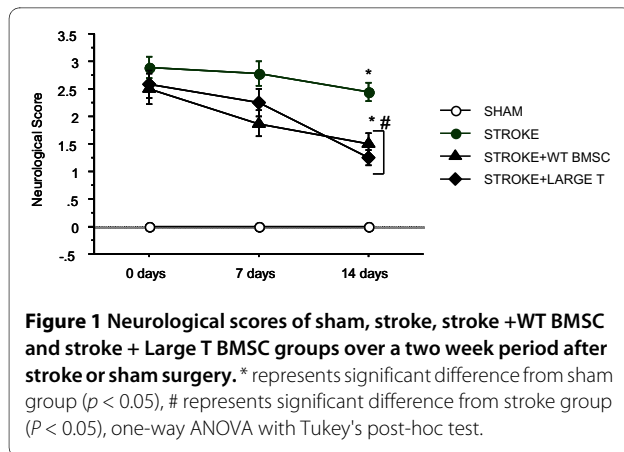 3.5
3
2.5
2
1.5
1
.5
0
-.5
Neurological Score
*
* #
0 days
7 days
14 days
SHAM
STROKE
STROKE+WT BMSC
STROKE+LARGE T
Figure 1 Neurological scores of sham, stroke, stroke +WT BMSC
and stroke + Large T BMSC groups over a two week period after
stroke or sham surgery. * represents significant difference from sham
group (p < 0.05), # represents significant difference from stroke group
(P < 0.05), one-way ANOVA with Tukey's post-hoc test.